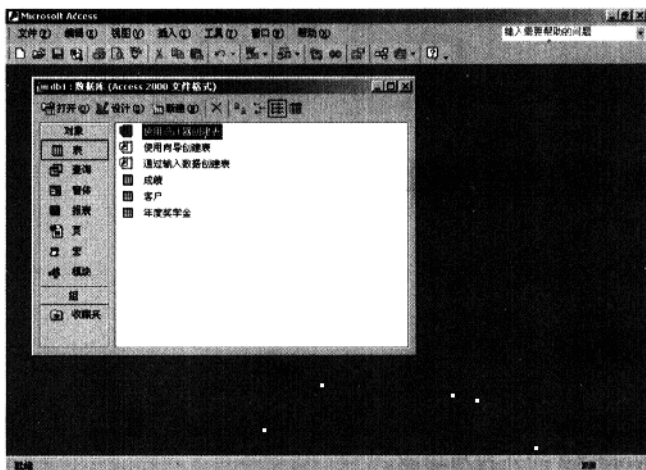 Microsoft Access
文件(F) 编辑(E) 视图(V) 插入(I) 工具(T) 窗口(W) 帮助(H)
键入需要帮助的问题
db1 : 数据库 (Access 2000 文件格式)
打开(O) 设计(D) 新建(N)
对象
表
查询
窗体
报表
页
宏
模块
组
收藏夹
使用设计器创建表
使用向导创建表
通过输入数据创建表
成绩
客户
年度奖学金
就绪